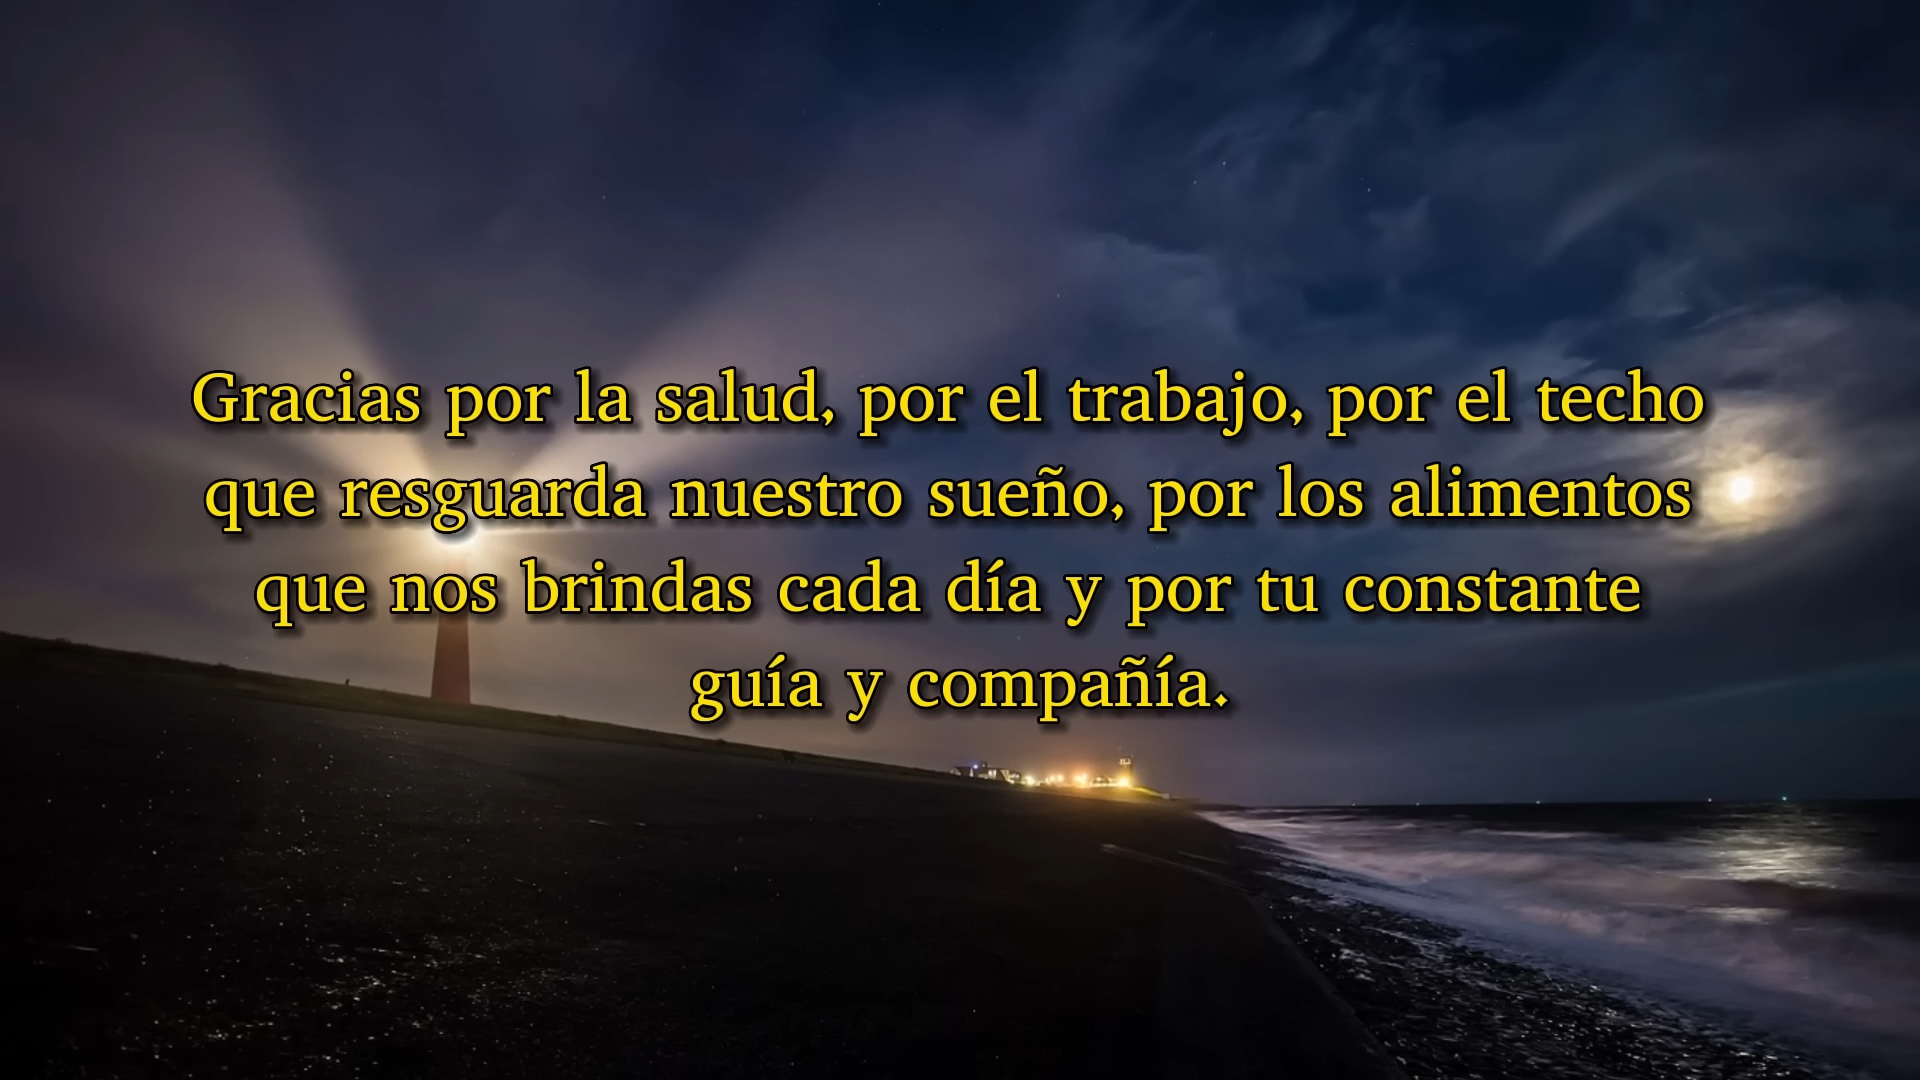 Gracias por la salud, por el trabajo, por el techo
que resguarda nuestro sueño, por los alimentos
que nos brindas cada día y por tu constante
guía y compañía.